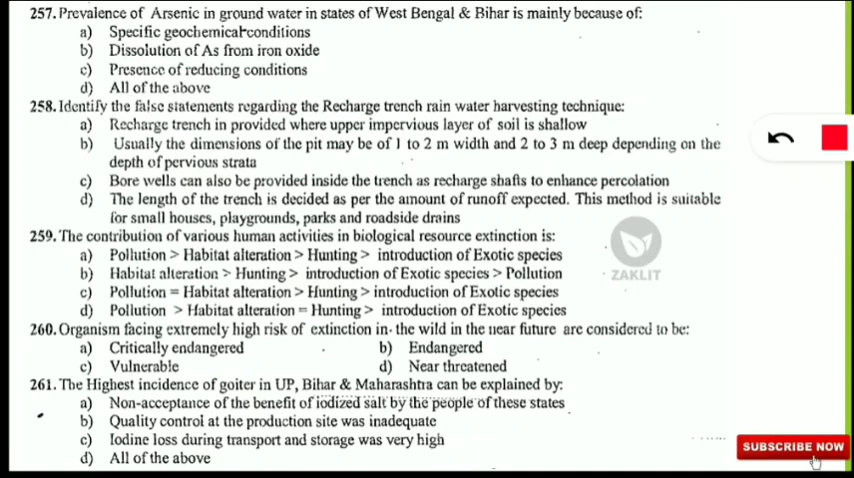 257. Prevalence of Arsenic in ground water in states of West Bengal & Bihar is mainly because of:
a) Specific geochemical conditions
b) Dissolution of As from iron oxide
c) Presence of reducing conditions
d) All of the above
258. Identify the false statements regarding the Recharge trench rain water harvesting technique:
a) Recharge trench in provided where upper impervious layer of soil is shallow
b) Usually the dimensions of the pit may be of 1 to 2 m width and 2 to 3 m deep depending on the
depth of pervious strata
c) Bore wells can also be provided inside the trench as recharge shafts to enhance percolation
d) The length of the trench is decided as per the amount of runoff expected. This method is suitable
for small houses, playgrounds, parks and roadside drains
259. The contribution of various human activities in biological resource extinction is:
a) Pollution > Habitat alteration > Hunting > introduction of Exotic species
b) Habitat alteration > Hunting > introduction of Exotic species > Pollution
c) Pollution = Habitat alteration > Hunting > introduction of Exotic species
d) Pollution > Habitat alteration = Hunting > introduction of Exotic species
ZAKLIT
260. Organism facing extremely high risk of extinction in the wild in the near future are considered to be:
a) Critically endangered b) Endangered
c) Vulnerable d) Near threatened
261. The Highest incidence of goiter in UP, Bihar & Maharashtra can be explained by:
a) Non-acceptance of the benefit of iodized salt by the people of these states
b) Quality control at the production site was inadequate
c) Iodine loss during transport and storage was very high
d) All of the above
SUBSCRIBE NOW